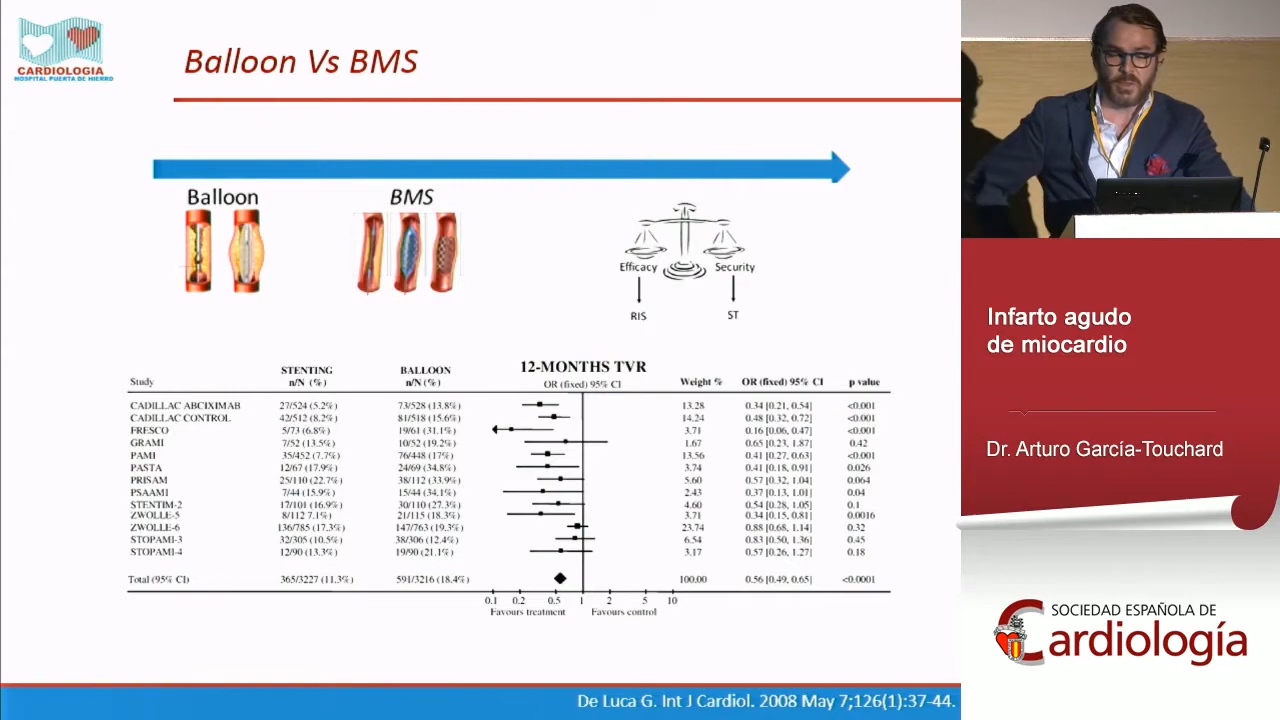 CARDIOLOGIA
HOSPITAL PUERTA DE HIERRO
Balloon Vs BMS
Balloon
BMS
Efficacy Security
RIS ST
12-MONTHS TVR
STENTING BALLOON
Study n/N (%) n/N (%) OR (fixed) 95% CI Weight % OR (fixed) 95% CI p value
CADILLAC ABCIXIMAB 27/524 (5.2%) 73/528 (13.8%) 13.28 0.34 [0.21, 0.54] <0.001
CADILLAC CONTROL 42/512 (8.2%) 81/518 (15.6%) 14.24 0.48 [0.32, 0.72] <0.001
FRESCO 5/73 (6.8%) 19/61 (31.1%) 3.71 0.16 [0.06, 0.47] <0.001
GRAMI 7/52 (13.5%) 10/52 (19.2%) 1.67 0.65 [0.23, 1.87] 0.42
PAMI 35/452 (7.7%) 76/448 (17%) 13.56 0.41 [0.27, 0.63] <0.001
PASTA 12/67 (17.9%) 24/69 (34.8%) 3.74 0.41 [0.18, 0.91] 0.026
PRISAM 25/110 (22.7%) 38/112 (33.9%) 5.60 0.57 [0.32, 1.04] 0.064
PSAAMI 7/44 (15.9%) 15/44 (34.1%) 2.43 0.37 [0.13, 1.01] 0.04
STENTIM-2 17/101 (16.9%) 30/110 (27.3%) 4.60 0.54 [0.28, 1.05] 0.1
ZWOLLE-5 8/112 7.1%) 21/115 (18.3%) 3.71 0.34 [0.15, 0.81] 0.0016
ZWOLLE-6 136/785 (17.3%) 147/763 (19.3%) 23.74 0.88 [0.68, 1.14] 0.32
STOPAMI-3 32/305 (10.5%) 38/306 (12.4%) 6.54 0.83 [0.50, 1.36] 0.45
STOPAMI-4 12/90 (13.3%) 19/90 (21.1%) 3.17 0.57 [0.26, 1.27] 0.18
Total (95% CI) 365/3227 (11.3%) 591/3216 (18.4%) 100.00 0.56 [0.49, 0.65] <0.0001
0.1 0.2 0.5 1 2 5 10
Favours treatment Favours control
De Luca G. Int J Cardiol. 2008 May 7;126(1):37-44.
Infarto agudo
de miocardio
Dr. Arturo García-Touchard
SOCIEDAD ESPAÑOLA DE
Cardiología